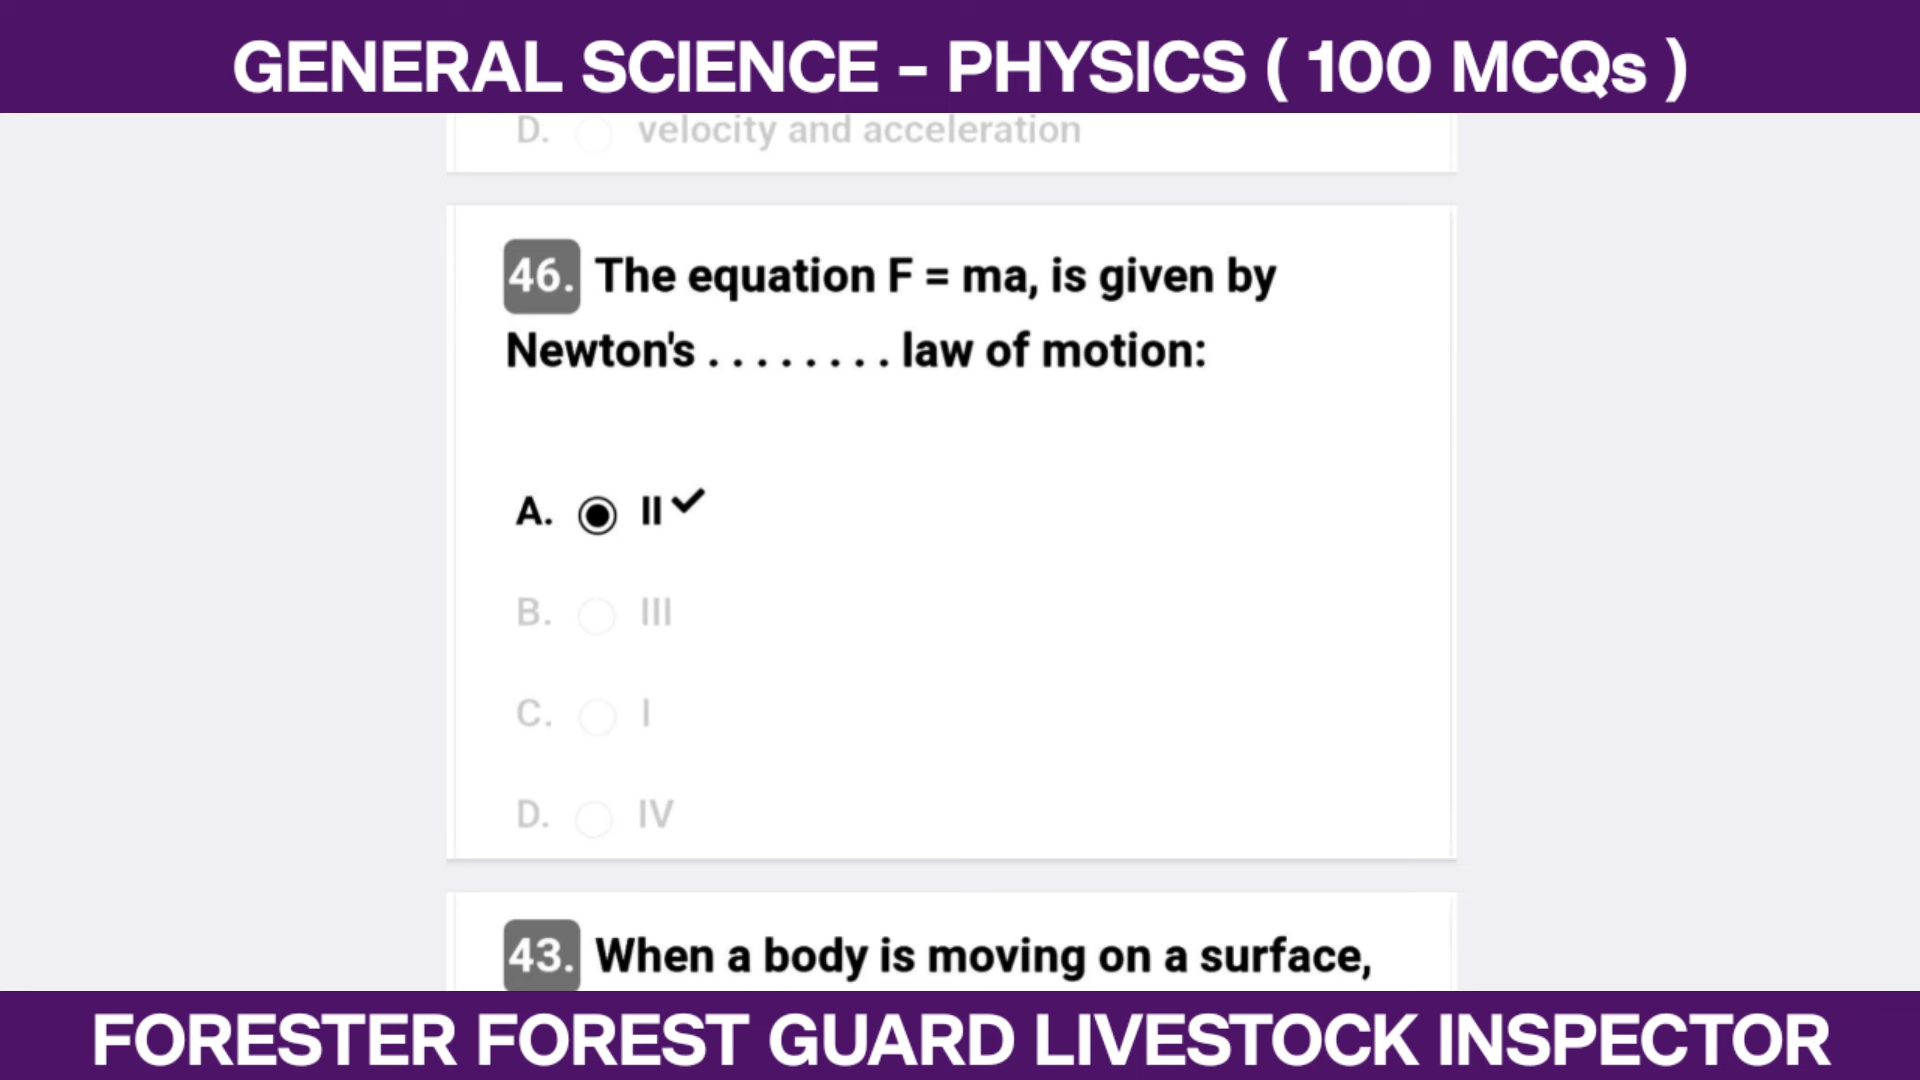 GENERAL SCIENCE - PHYSICS ( 100 MCQs )
D. velocity and acceleration
46. The equation F = ma, is given by
Newton's . . . . . . . . law of motion:
A. II
B. III
C. I
D. IV
43. When a body is moving on a surface,
FORESTER FOREST GUARD LIVESTOCK INSPECTOR